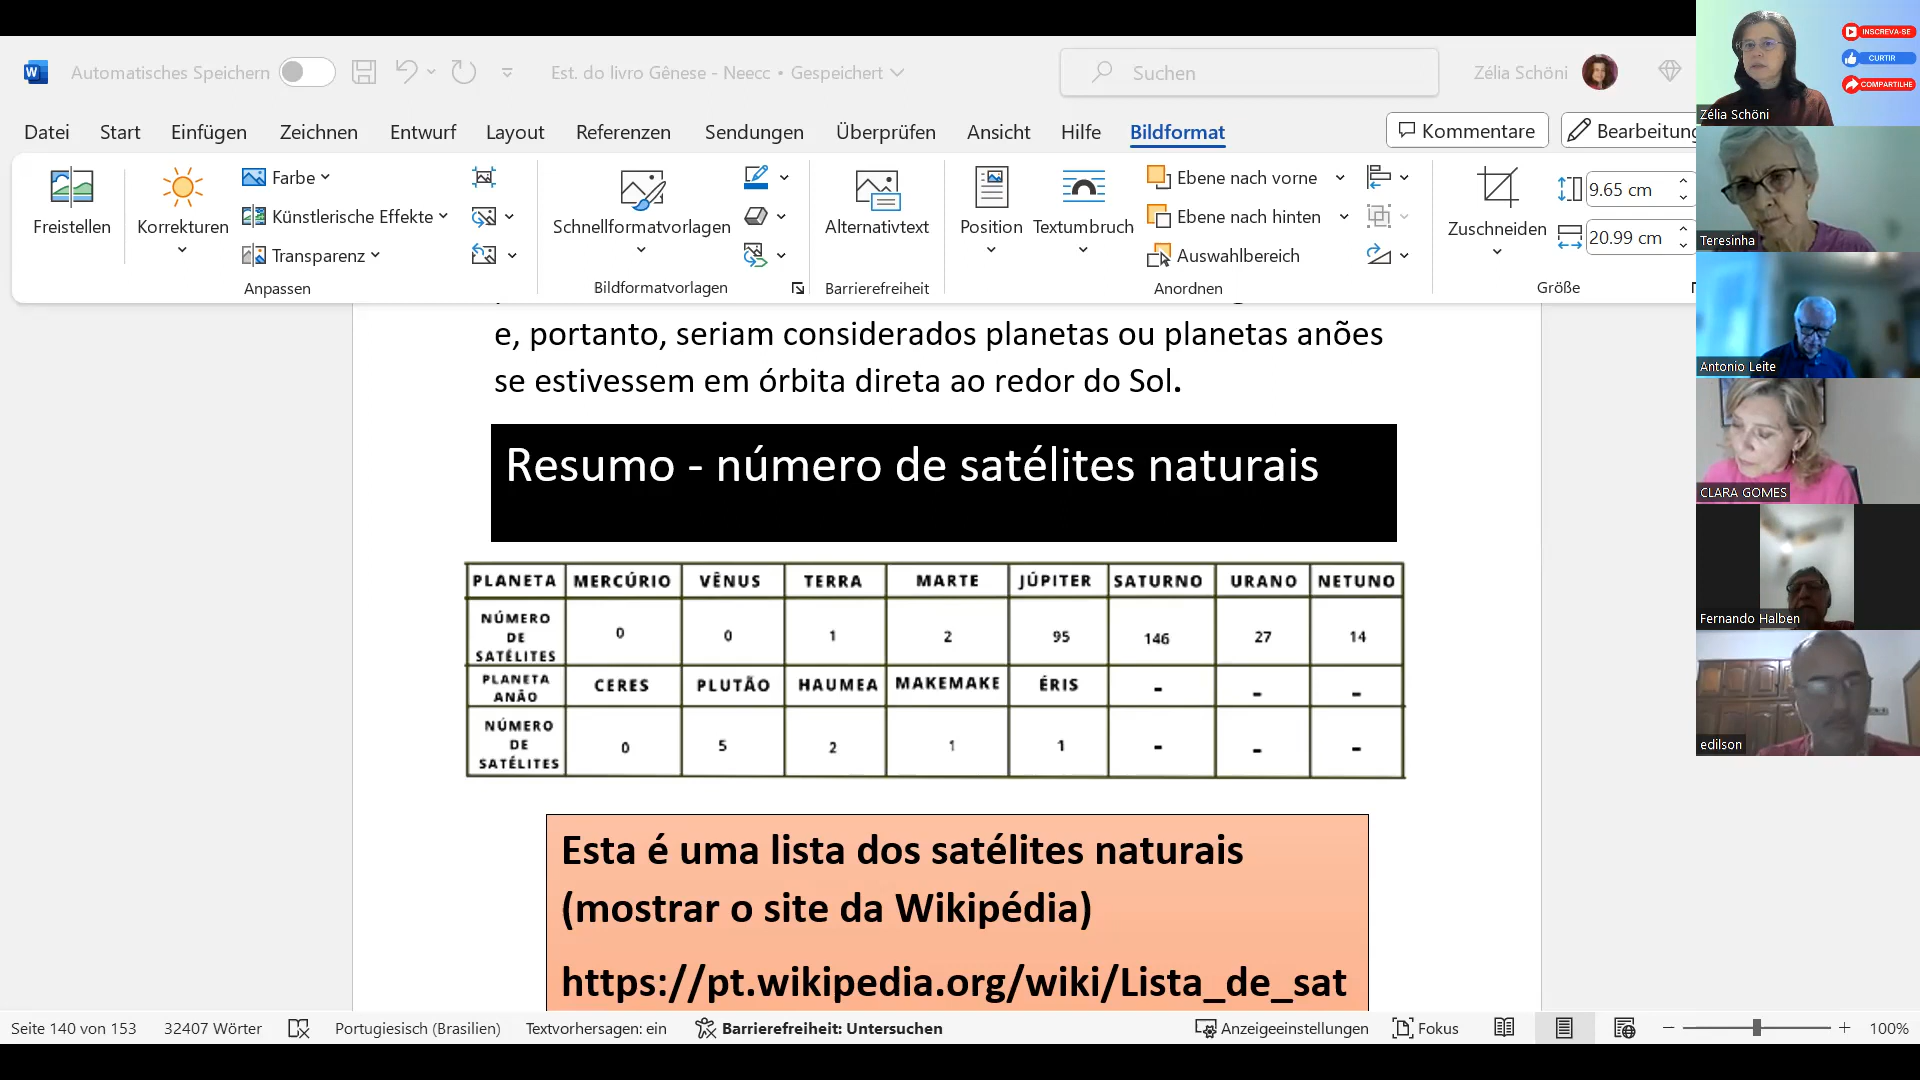 Automatisches Speichern
Est. do livro Gênese - Neecc • Gespeichert
Suchen
Zélia Schöni
Datei Start Einfügen Zeichnen Entwurf Layout Referenzen Sendungen Überprüfen Ansicht Hilfe Bildformat
Kommentare
Bearbeitung
Freistellen
Korrekturen
Farbe
Künstlerische Effekte
Transparenz
Anpassen
Schnellformatvorlagen
Bildformatvorlagen
Alternativtext
Barrierefreiheit
Position
Textumbruch
Ebene nach vorne
Ebene nach hinten
Auswahlbereich
Anordnen
Zuschneiden
9.65 cm
20.99 cm
Größe
e, portanto, seriam considerados planetas ou planetas anões
se estivessem em órbita direta ao redor do Sol.
Resumo - número de satélites naturais
PLANETA MERCÚRIO VÊNUS TERRA MARTE JÚPITER SATURNO URANO NETUNO
NÚMERO DE SATÉLITES 0 0 1 2 95 146 27 14
PLANETA ANÃO CERES PLUTÃO HAUMEA MAKEMAKE ÉRIS - - -
NÚMERO DE SATÉLITES 0 5 2 1 1 - - -
Esta é uma lista dos satélites naturais
(mostrar o site da Wikipédia)
https://pt.wikipedia.org/wiki/Lista_de_sat
Seite 140 von 153 32407 Wörter Portugiesisch (Brasilien) Textvorhersagen: ein Barrierefreiheit: Untersuchen Anzeigeeinstellungen Fokus 100%
INSCREVA-SE
CURTIR
COMPARTILHE
Zélia Schöni
Teresinha
Antonio Leite
CLARA GOMES
Fernando Halben
edilson